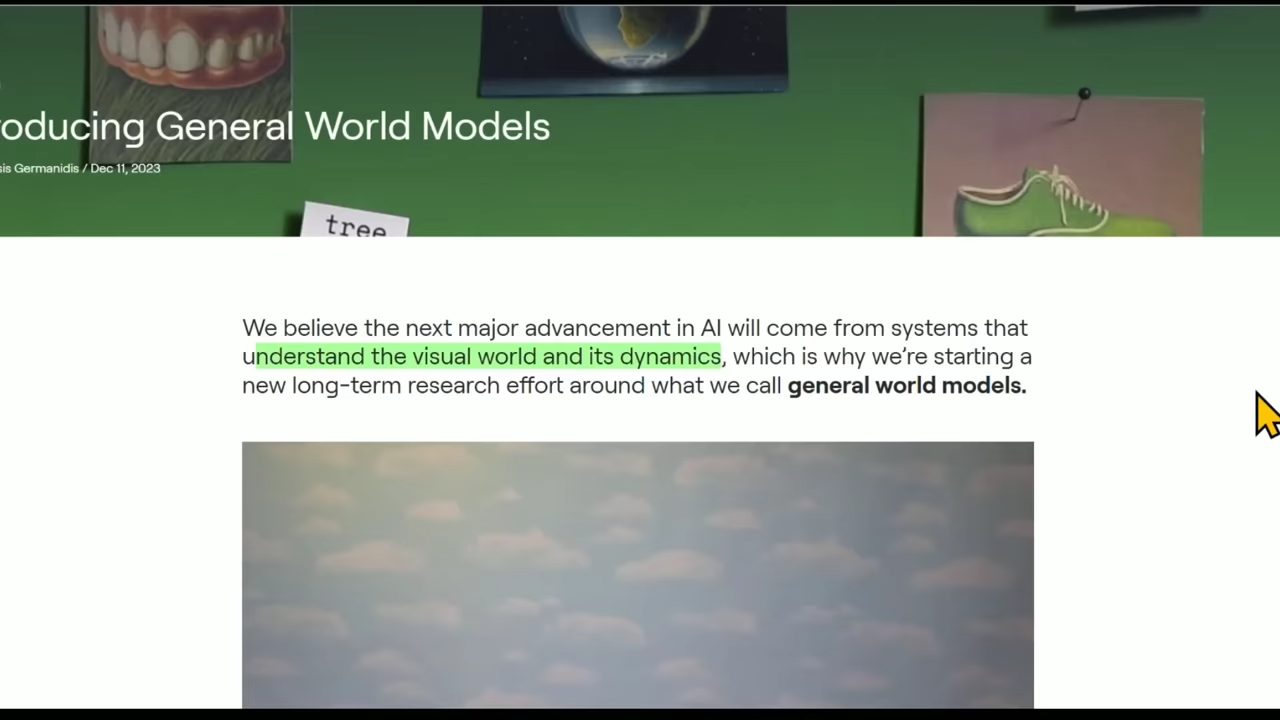 roducing General World Models
sis Germanidis / Dec 11, 2023
tree
We believe the next major advancement in AI will come from systems that
understand the visual world and its dynamics, which is why we're starting a
new long-term research effort around what we call general world models.